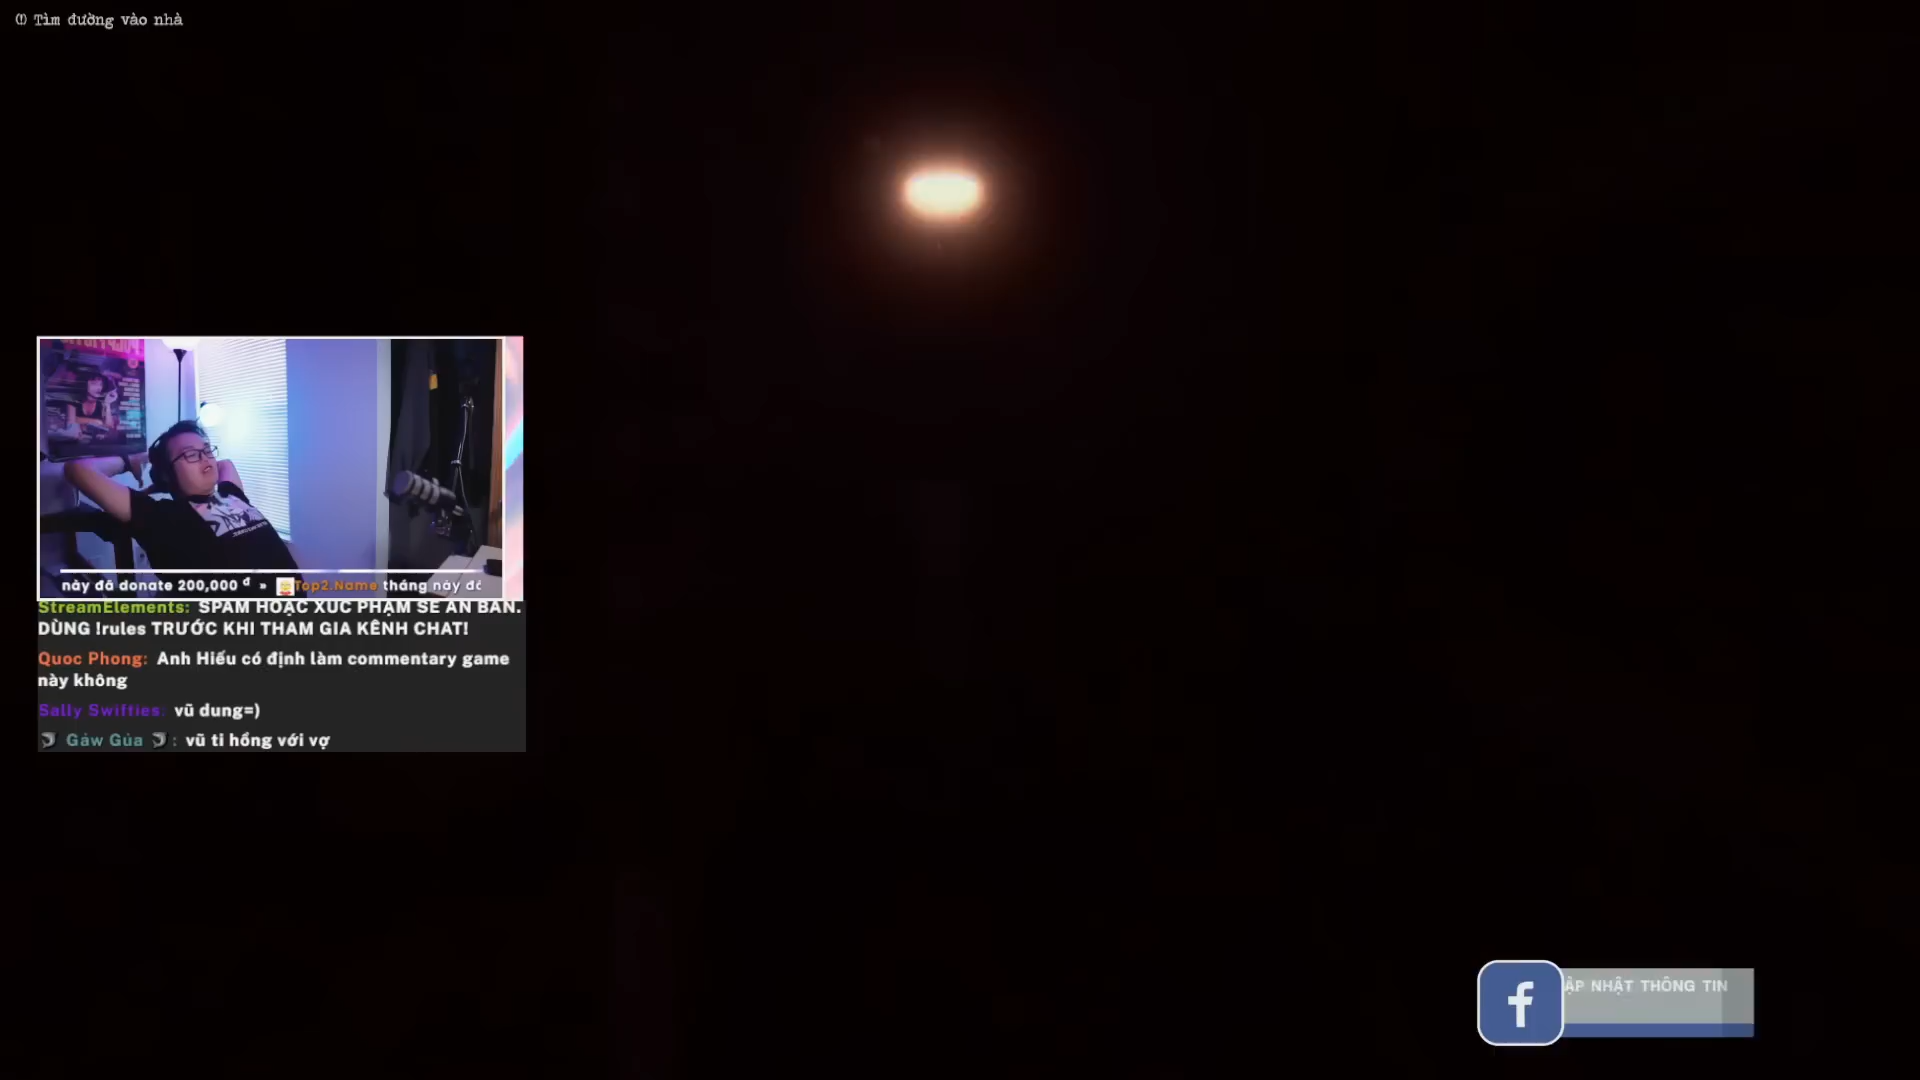 (!) Tìm đường vào nhà
này đã donate 200,000 đ » Top2.Name tháng này đã
StreamElements: SPAM HOẶC XÚC PHẠM SẼ ĂN BAN.
DÙNG !rules TRƯỚC KHI THAM GIA KÊNH CHAT!
Quoc Phong: Anh Hiếu có định làm commentary game
này không
Sally Swifties: vũ dung=)
Gảw Gủa : vũ ti hồng với vợ
ẬP NHẬT THÔNG TIN